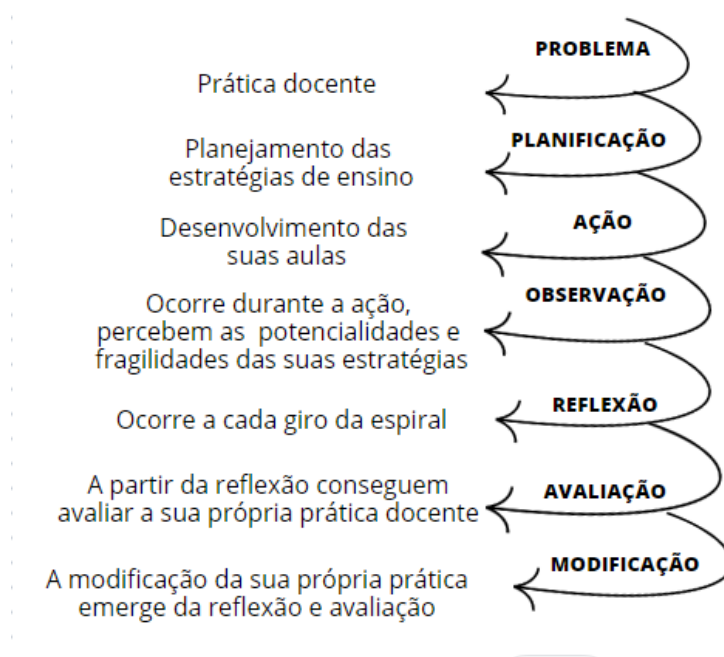 PROBLEMA
Prática docente
PLANIFICAÇÃO
Planejamento das
estratégias de ensino
AÇÃO
Desenvolvimento das
suas aulas
OBSERVAÇÃO
Ocorre durante a ação,
percebem as potencialidades e
fragilidades das suas estratégias
REFLEXÃO
Ocorre a cada giro da espiral
AVALIAÇÃO
A partir da reflexão conseguem
avaliar a sua própria prática docente
MODIFICAÇÃO
A modificação da sua própria prática
emerge da reflexão e avaliação